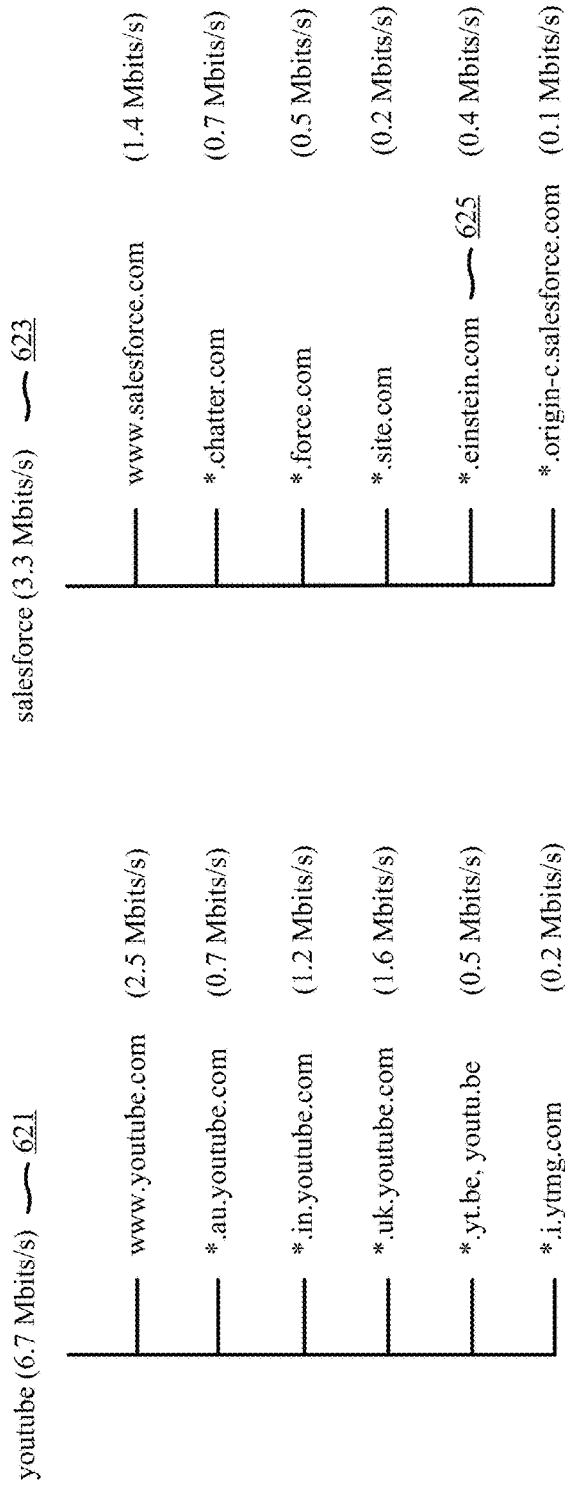 youtube (6.7 Mbits/s) 621
www.youtube.com (2.5 Mbits/s)
*.au.youtube.com (0.7 Mbits/s)
*.in.youtube.com (1.2 Mbits/s)
*.uk.youtube.com (1.6 Mbits/s)
*.yt.be, youtu.be (0.5 Mbits/s)
*.i.ytmg.com (0.2 Mbits/s)
salesforce (3.3 Mbits/s) 623
www.salesforce.com (1.4 Mbits/s)
*.chatter.com (0.7 Mbits/s)
*.force.com (0.5 Mbits/s)
*.site.com (0.2 Mbits/s)
*.einstein.com 625 (0.4 Mbits/s)
*.origin-c.salesforce.com (0.1 Mbits/s)